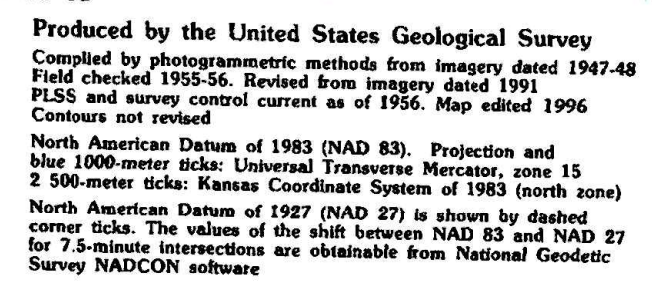 Produced by the United States Geological Survey
Compiled by photogrammetric methods from imagery dated 1947-48
Field checked 1955-56. Revised from imagery dated 1991
PLSS and survey control current as of 1956. Map edited 1996
Contours not revised
North American Datum of 1983 (NAD 83). Projection and
blue 1000-meter ticks: Universal Transverse Mercator, zone 15
2 500-meter ticks: Kansas Coordinate System of 1983 (north zone)
North American Datum of 1927 (NAD 27) is shown by dashed
corner ticks. The values of the shift between NAD 83 and NAD 27
for 7.5-minute intersections are obtainable from National Geodetic
Survey NADCON software